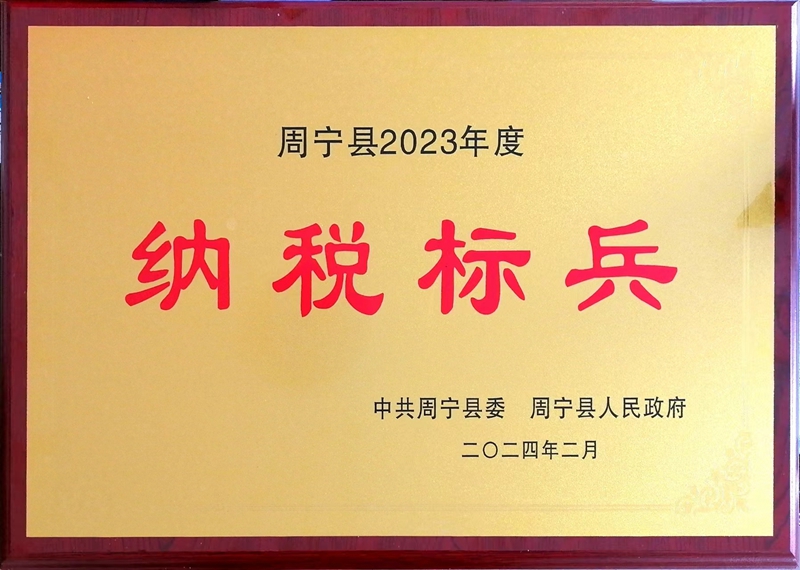 周宁县2023年度
纳税标兵
中共周宁县委 周宁县人民政府
二〇二四年二月